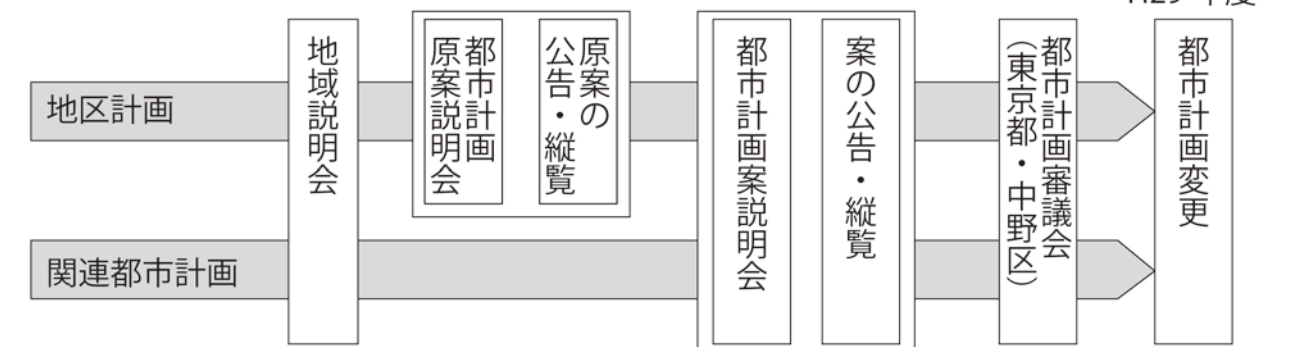 地区計画
関連都市計画
地域説明会
都市計画
原案説明会
原案の
公告・縦覧
都市計画案説明会
案の公告・縦覧
都市計画審議会
(東京都・中野区)
都市計画変更